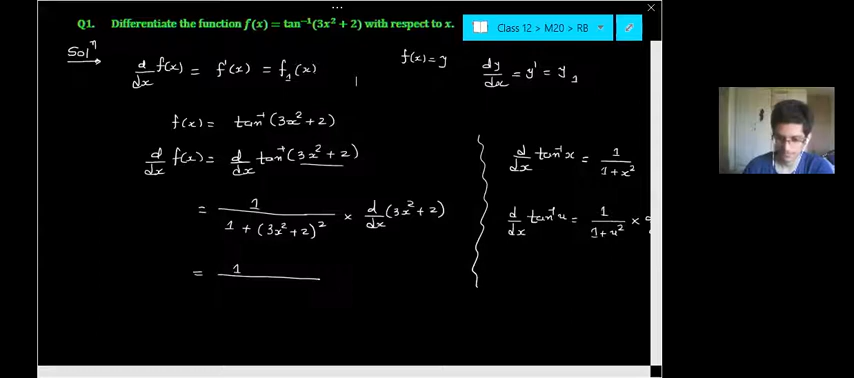 Q1. Differentiate the function f(x) = tan⁻¹(3x² + 2) with respect to x.
Class 12 > M20 > RB
Solⁿ
f(x) = y
d/dx f(x) = f'(x) = f₁(x)
dy/dx = y' = y₁
f(x) = tan⁻¹(3x² + 2)
d/dx f(x) = d/dx tan⁻¹(3x² + 2)
= 1/(1 + (3x² + 2)²) × d/dx (3x² + 2)
= 1
d/dx tan⁻¹x = 1/(1 + x²)
d/dx tan⁻¹u = 1/(1 + u²) ×